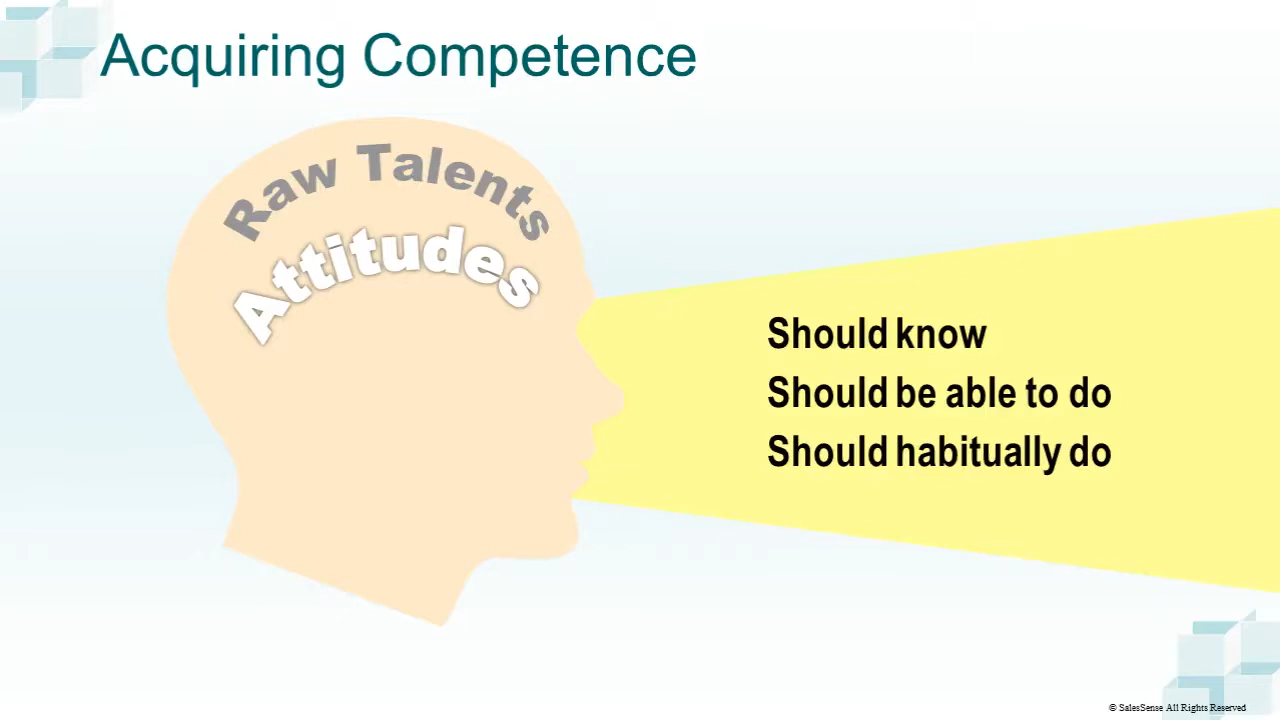 Acquiring Competence
Raw Talents
Attitudes
Should know
Should be able to do
Should habitually do
© SalesSense All Rights Reserved